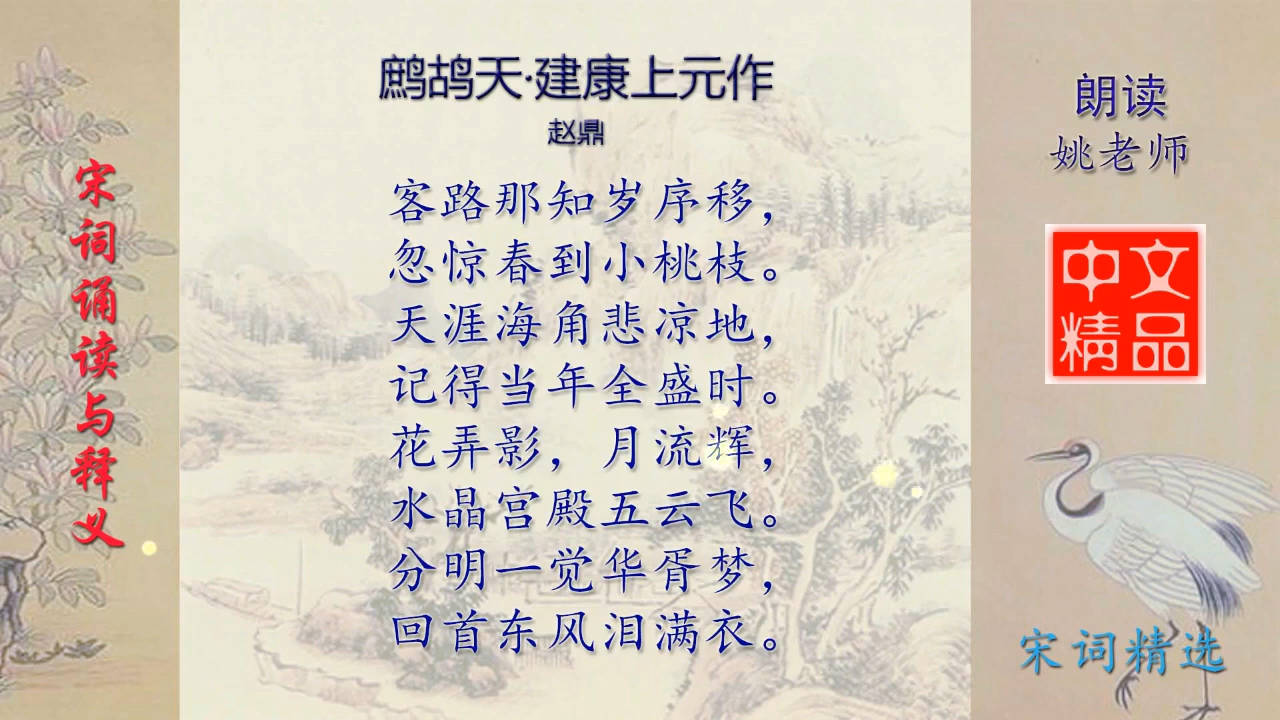 鹧鸪天·建康上元作
赵鼎
客路那知岁序移，
忽惊春到小桃枝。
天涯海角悲凉地，
记得当年全盛时。
花弄影，月流辉，
水晶宫殿五云飞。
分明一觉华胥梦，
回首东风泪满衣。
宋词诵读与释义
朗读
姚老师
中文
精品
宋词精选